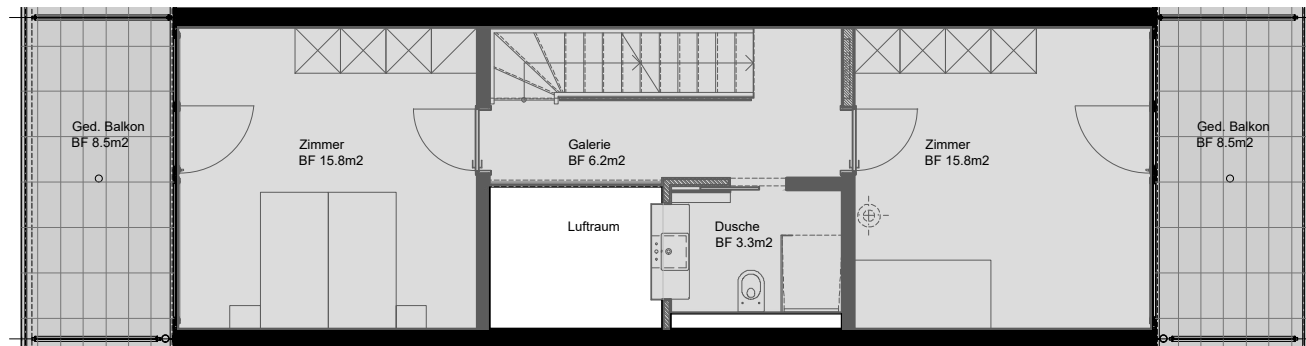 Ged. Balkon
BF 8.5m2
Zimmer
BF 15.8m2
Galerie
BF 6.2m2
Luftraum
Dusche
BF 3.3m2
Zimmer
BF 15.8m2
Ged. Balkon
BF 8.5m2